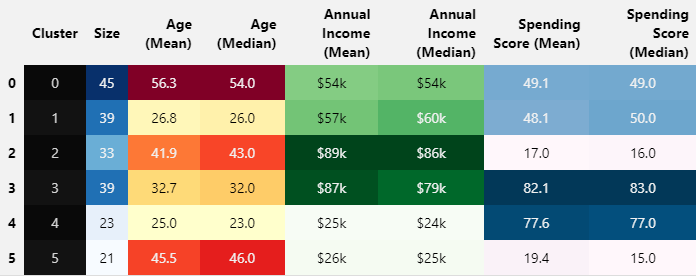 Cluster Size Age (Mean) Age (Median) Annual Income (Mean) Annual Income (Median) Spending Score (Mean) Spending Score (Median)
0 0 45 56.3 54.0 $54k $54k 49.1 49.0
1 1 39 26.8 26.0 $57k $60k 48.1 50.0
2 2 33 41.9 43.0 $89k $86k 17.0 16.0
3 3 39 32.7 32.0 $87k $79k 82.1 83.0
4 4 23 25.0 23.0 $25k $24k 77.6 77.0
5 5 21 45.5 46.0 $26k $25k 19.4 15.0